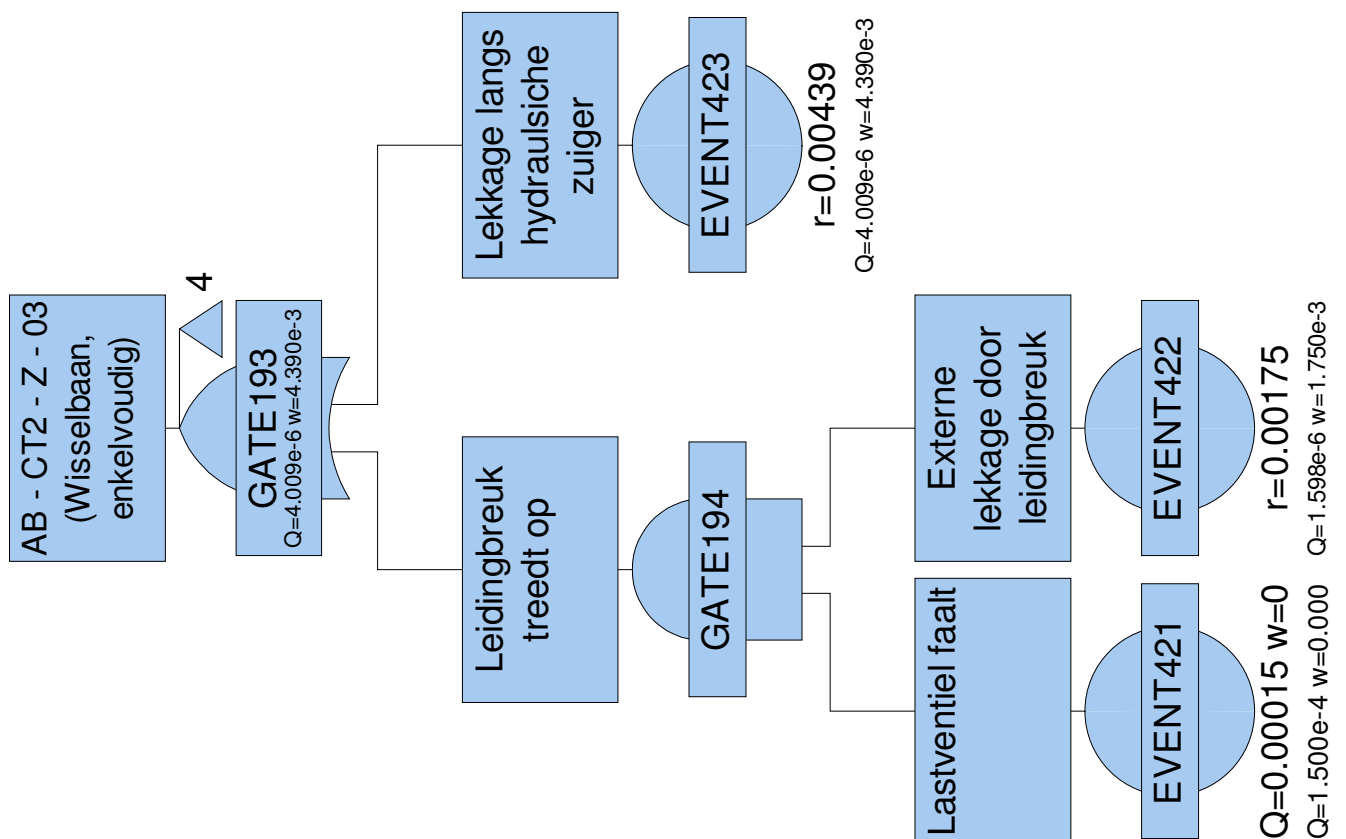 AB - CT2 - Z - 03
(Wisselbaan,
enkelvoudig)
4
GATE193
Q=4.009e-6 w=4.390e-3
Leidingbreuk
treedt op
GATE194
Lekkage langs
hydraulsiche
zuiger
EVENT423
r=0.00439
Q=4.009e-6 w=4.390e-3
Lastventiel faalt
EVENT421
Q=0.00015 w=0
Q=1.500e-4 w=0.000
Externe
lekkage door
leidingbreuk
EVENT422
r=0.00175
Q=1.598e-6 w=1.750e-3